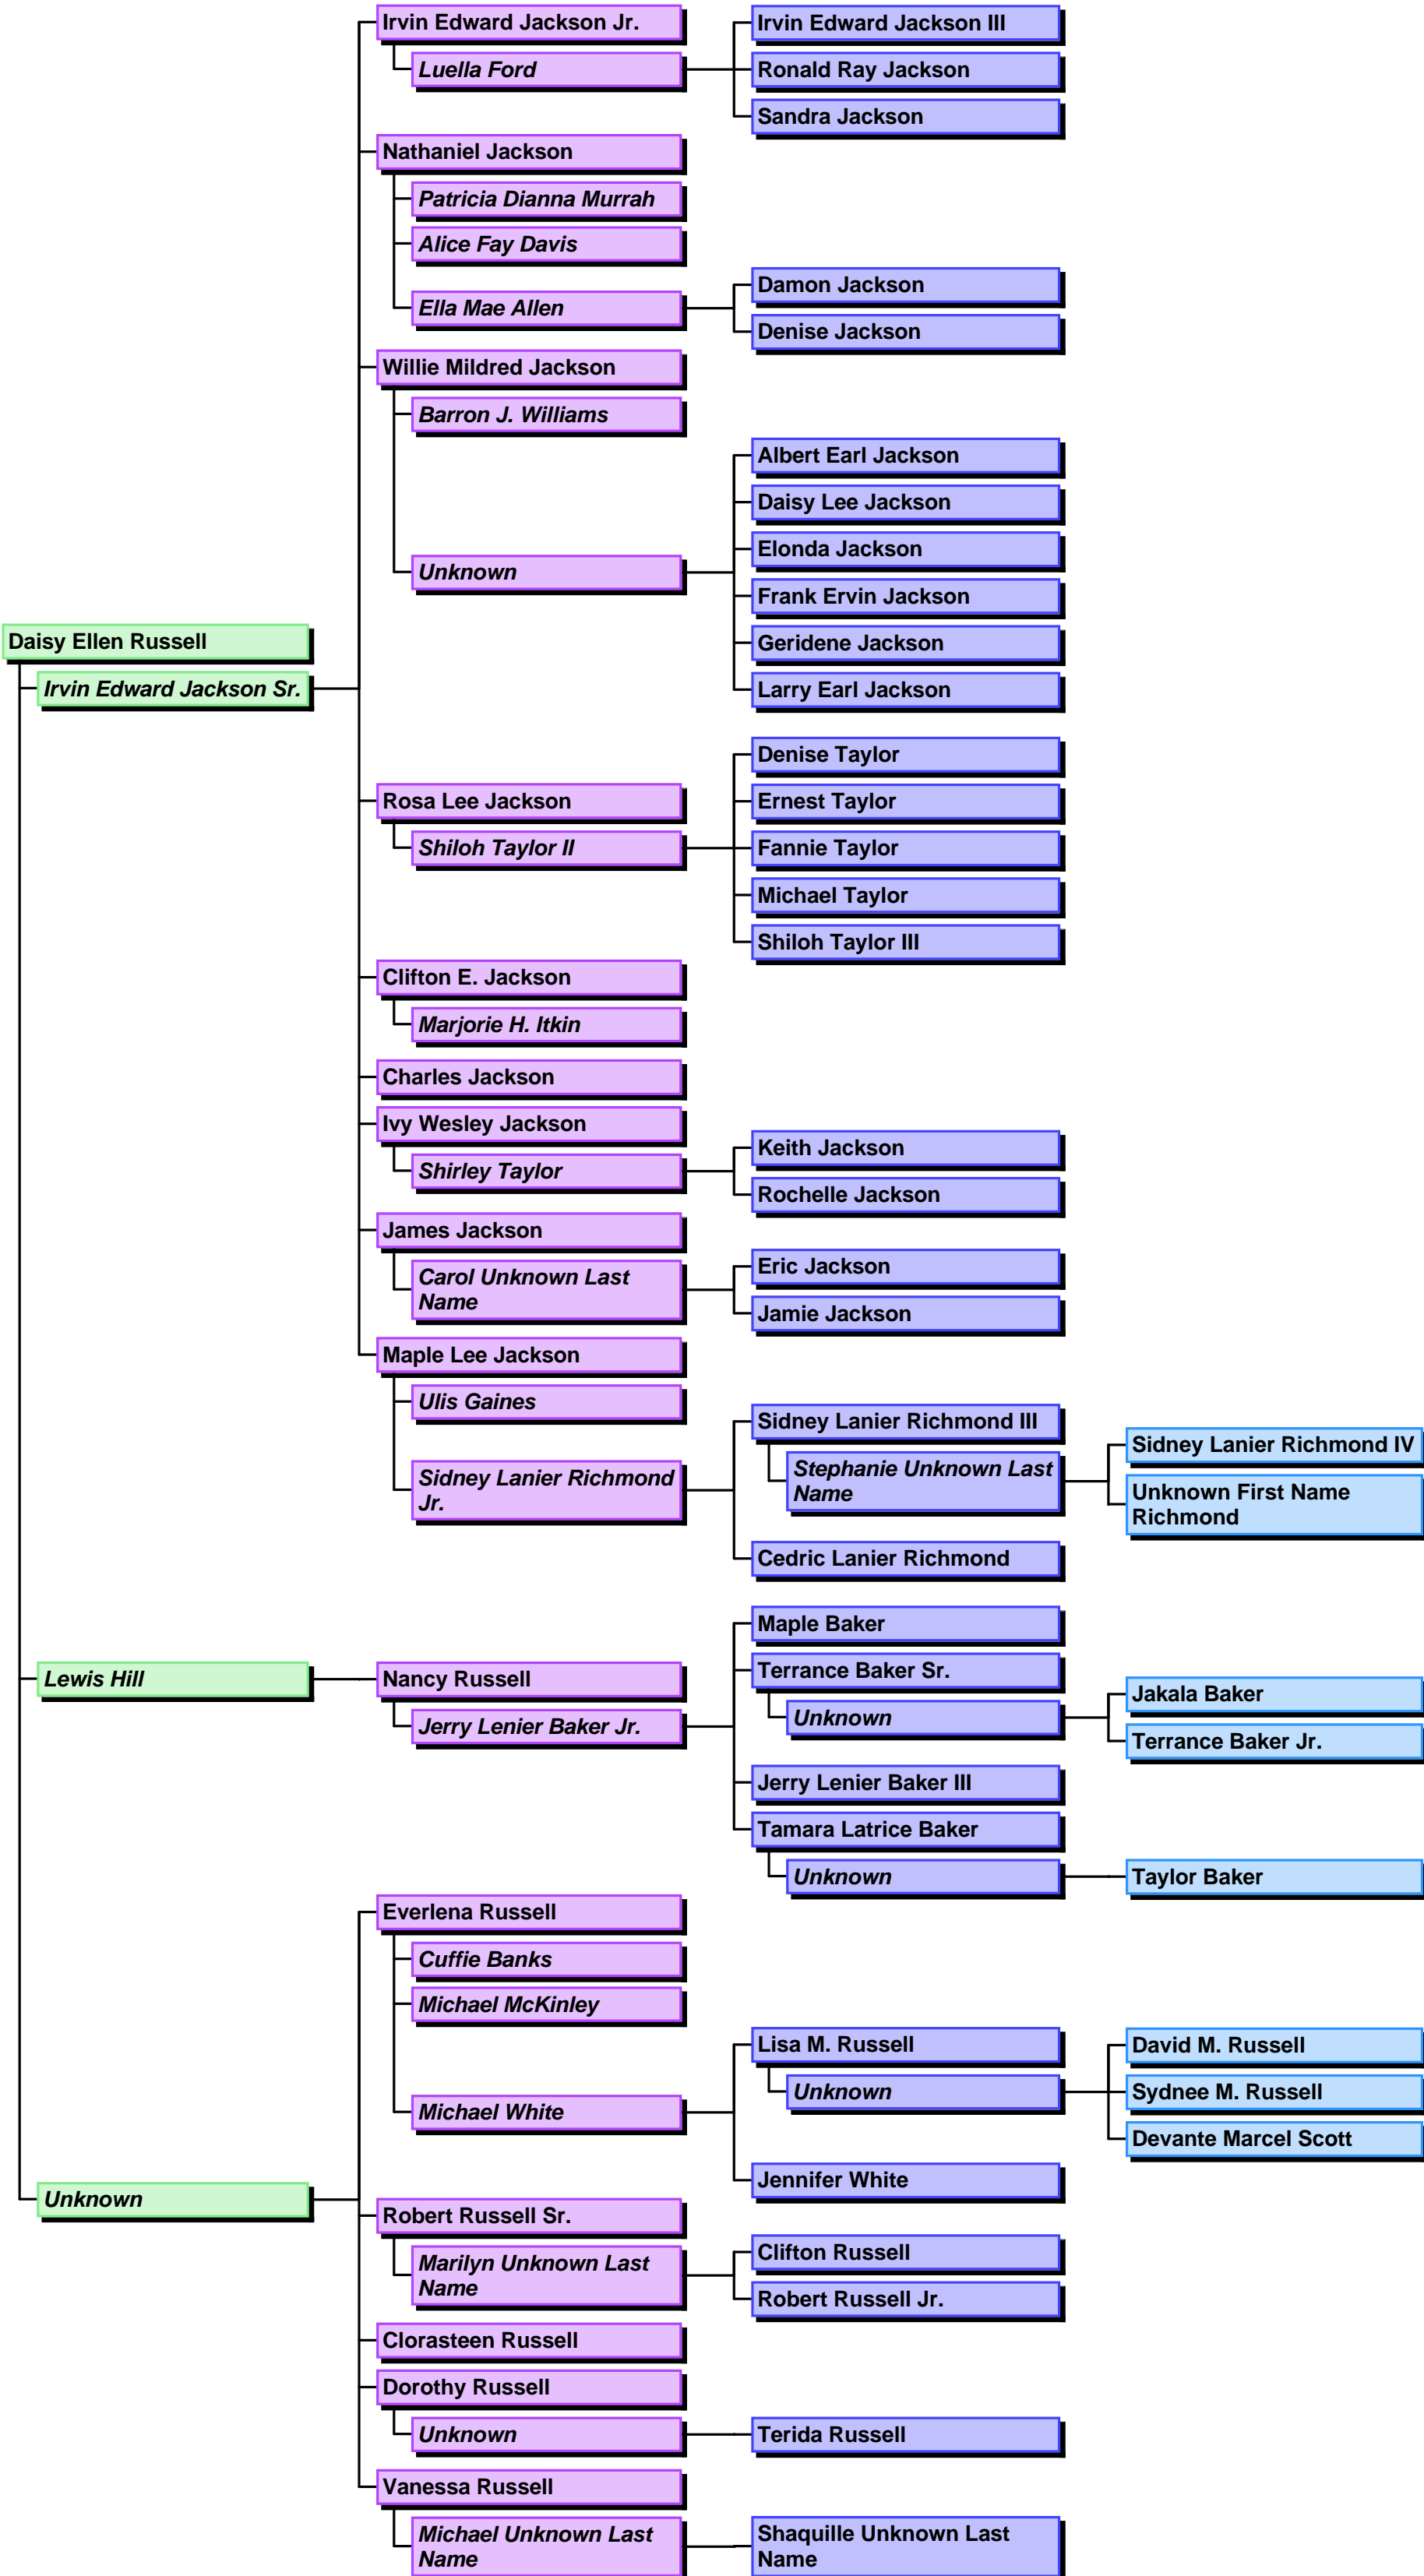 Irvin Edward Jackson Jr.
Luella Ford
Irvin Edward Jackson III
Ronald Ray Jackson
Sandra Jackson
Nathaniel Jackson
Patricia Dianna Murrah
Alice Fay Davis
Ella Mae Allen
Damon Jackson
Denise Jackson
Willie Mildred Jackson
Barron J. Williams
Unknown
Albert Earl Jackson
Daisy Lee Jackson
Elonda Jackson
Frank Ervin Jackson
Geridene Jackson
Larry Earl Jackson
Daisy Ellen Russell
Irvin Edward Jackson Sr.
Rosa Lee Jackson
Shiloh Taylor II
Denise Taylor
Ernest Taylor
Fannie Taylor
Michael Taylor
Shiloh Taylor III
Clifton E. Jackson
Marjorie H. Itkin
Charles Jackson
Ivy Wesley Jackson
Shirley Taylor
Keith Jackson
Rochelle Jackson
James Jackson
Carol Unknown Last
Name
Eric Jackson
Jamie Jackson
Maple Lee Jackson
Ulis Gaines
Sidney Lanier Richmond
Jr.
Sidney Lanier Richmond III
Stephanie Unknown Last
Name
Sidney Lanier Richmond IV
Unknown First Name
Richmond
Cedric Lanier Richmond
Lewis Hill
Nancy Russell
Jerry Lenier Baker Jr.
Maple Baker
Terrance Baker Sr.
Unknown
Jakala Baker
Terrance Baker Jr.
Jerry Lenier Baker III
Tamara Latrice Baker
Unknown
Taylor Baker
Unknown
Everlena Russell
Cuffie Banks
Michael McKinley
Michael White
Lisa M. Russell
Unknown
David M. Russell
Sydnee M. Russell
Devante Marcel Scott
Jennifer White
Robert Russell Sr.
Marilyn Unknown Last
Name
Clifton Russell
Robert Russell Jr.
Clorasteen Russell
Dorothy Russell
Unknown
Terida Russell
Vanessa Russell
Michael Unknown Last
Name
Shaquille Unknown Last
Name